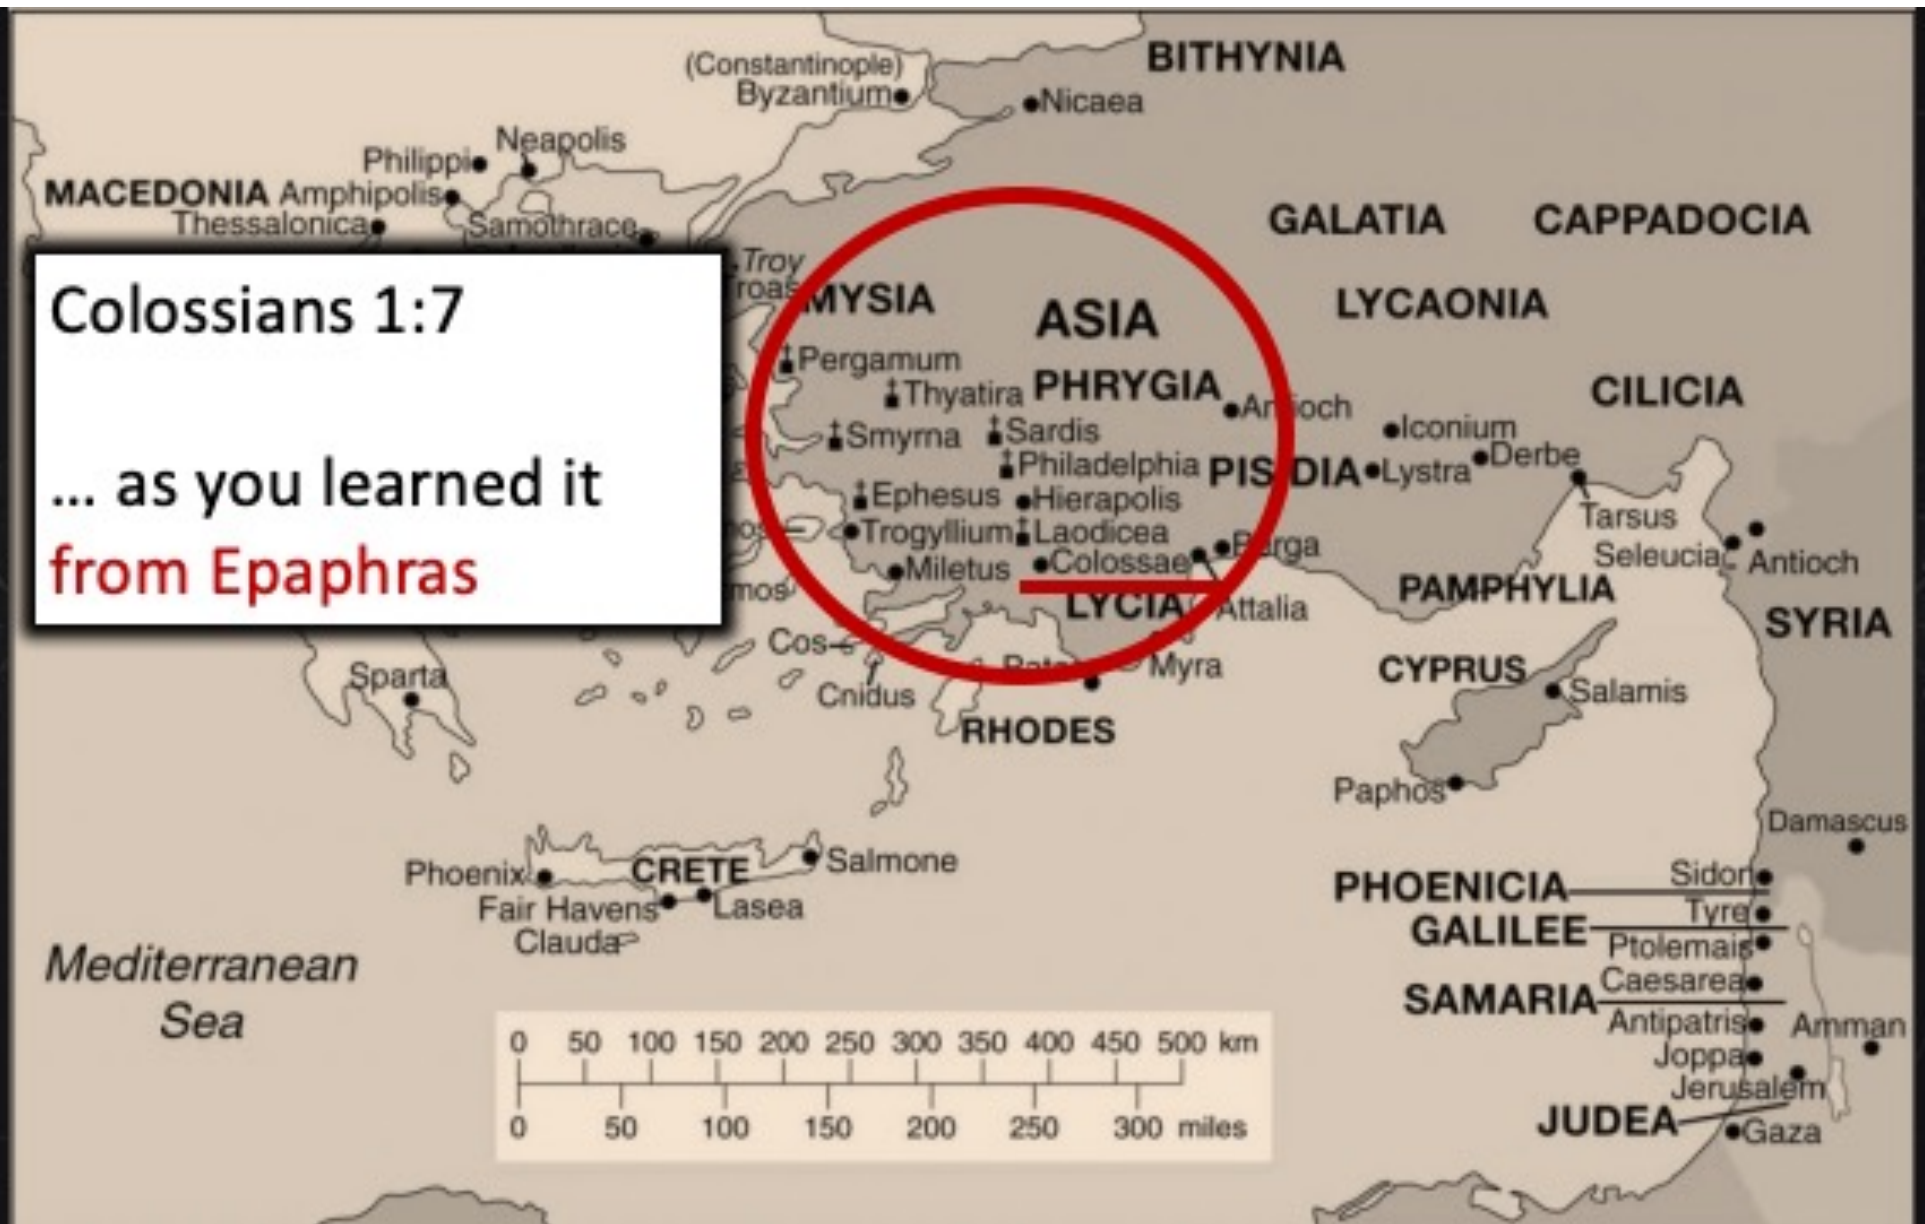 BITHYNIA
(Constantinople)
Byzantium
Nicaea
Neapolis
Philippi
MACEDONIA Amphipolis
Thessalonica
Samothrace
GALATIA
CAPPADOCIA
Troy
MYSIA
ASIA
LYCAONIA
Colossians 1:7
... as you learned it
from Epaphras
Pergamum
Thyatira
PHRYGIA
Antioch
CILICIA
Smyrna
Sardis
Iconium
Derbe
Philadelphia
PISIDIA
Lystra
Ephesus
Hierapolis
Tarsus
Trogyllium
Laodicea
Perga
Seleucia
Antioch
Miletus
Colossae
PAMPHYLIA
LYCIA
Attalia
SYRIA
Cos
Myra
CYPRUS
Sparta
Cnidus
Salamis
RHODES
Paphos
Damascus
Phoenix
CRETE
Salmone
Fair Havens
Lasea
Clauda
PHOENICIA
Sidon
Tyre
GALILEE
Ptolemais
Mediterranean
Sea
SAMARIA
Caesarea
Antipatris
Amman
Joppa
Jerusalem
JUDEA
Gaza
0 50 100 150 200 250 300 350 400 450 500 km
0 50 100 150 200 250 300 miles